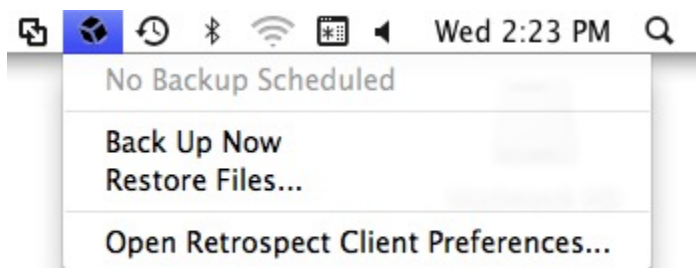 Wed 2:23 PM
No Backup Scheduled
Back Up Now
Restore Files...
Open Retrospect Client Preferences...